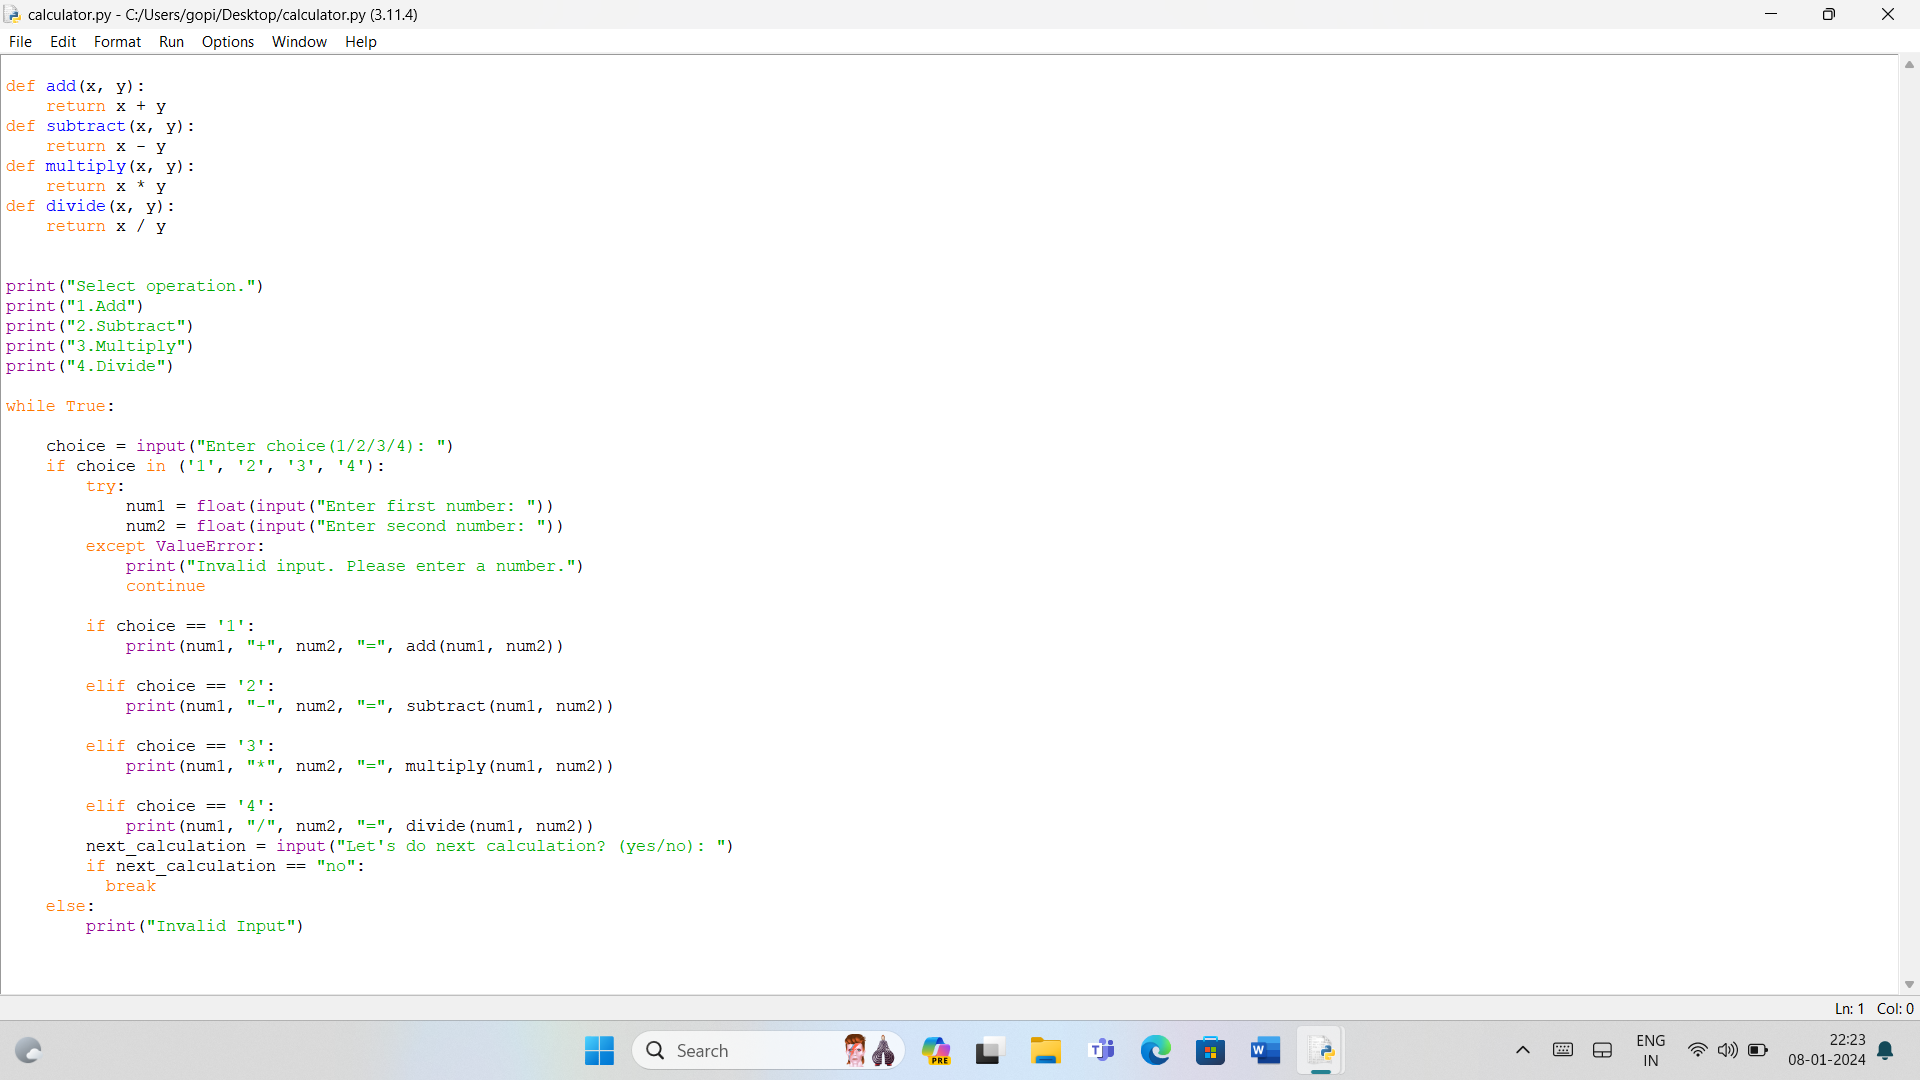 calculator.py - C:/Users/gopi/Desktop/calculator.py (3.11.4)
File Edit Format Run Options Window Help
def add(x, y):
    return x + y
def subtract(x, y):
    return x - y
def multiply(x, y):
    return x * y
def divide(x, y):
    return x / y
print("Select operation.")
print("1.Add")
print("2.Subtract")
print("3.Multiply")
print("4.Divide")
while True:
    choice = input("Enter choice(1/2/3/4): ")
    if choice in ('1', '2', '3', '4'):
        try:
            num1 = float(input("Enter first number: "))
            num2 = float(input("Enter second number: "))
        except ValueError:
            print("Invalid input. Please enter a number.")
            continue
        if choice == '1':
            print(num1, "+", num2, "=", add(num1, num2))
        elif choice == '2':
            print(num1, "-", num2, "=", subtract(num1, num2))
        elif choice == '3':
            print(num1, "*", num2, "=", multiply(num1, num2))
        elif choice == '4':
            print(num1, "/", num2, "=", divide(num1, num2))
        next_calculation = input("Let's do next calculation? (yes/no): ")
        if next_calculation == "no":
          break
    else:
        print("Invalid Input")
Ln: 1 Col: 0
Search
PRE
ENG
IN
22:23
08-01-2024